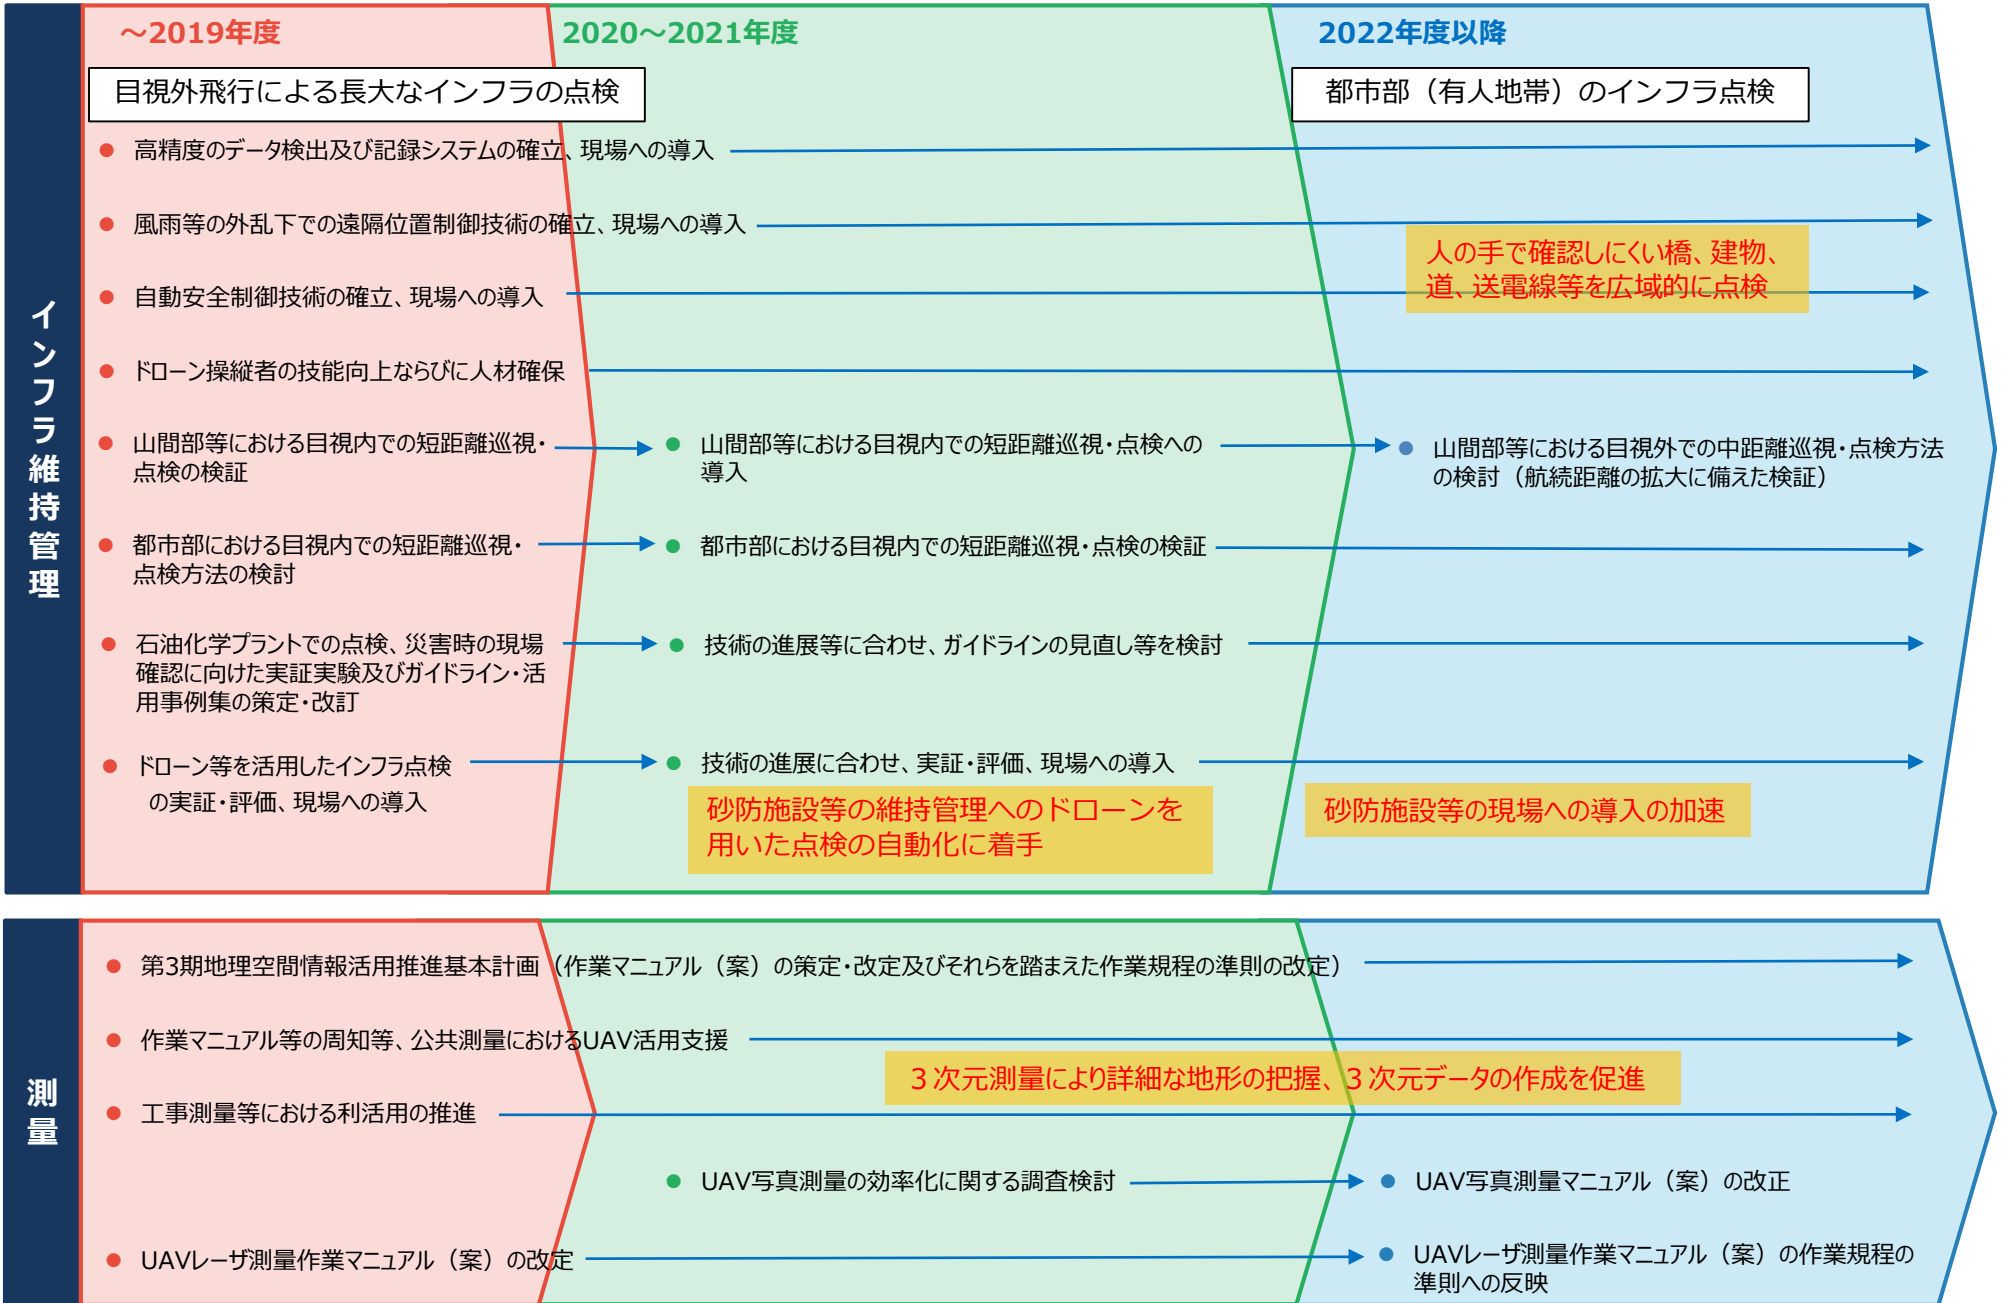 ～2019年度
2020～2021年度
2022年度以降
目視外飛行による長大なインフラの点検
都市部（有人地帯）のインフラ点検
インフラ維持管理
高精度のデータ検出及び記録システムの確立、現場への導入
風雨等の外乱下での遠隔位置制御技術の確立、現場への導入
人の手で確認しにくい橋、建物、
道、送電線等を広域的に点検
自動安全制御技術の確立、現場への導入
ドローン操縦者の技能向上ならびに人材確保
山間部等における目視内での短距離巡視・
点検の検証
山間部等における目視内での短距離巡視・点検への
導入
山間部等における目視外での中距離巡視・点検方法
の検討（航続距離の拡大に備えた検証）
都市部における目視内での短距離巡視・
点検方法の検討
都市部における目視内での短距離巡視・点検の検証
石油化学プラントでの点検、災害時の現場
確認に向けた実証実験及びガイドライン・活
用事例集の策定・改訂
技術の進展等に合わせ、ガイドラインの見直し等を検討
ドローン等を活用したインフラ点検
の実証・評価、現場への導入
技術の進展に合わせ、実証・評価、現場への導入
砂防施設等の維持管理へのドローンを
用いた点検の自動化に着手
砂防施設等の現場への導入の加速
測量
第3期地理空間情報活用推進基本計画（作業マニュアル（案）の策定・改定及びそれらを踏まえた作業規程の準則の改定）
作業マニュアル等の周知等、公共測量におけるUAV活用支援
３次元測量により詳細な地形の把握、３次元データの作成を促進
工事測量等における利活用の推進
UAV写真測量の効率化に関する調査検討
UAV写真測量マニュアル（案）の改正
UAVレーザ測量作業マニュアル（案）の改定
UAVレーザ測量作業マニュアル（案）の作業規程の
準則への反映